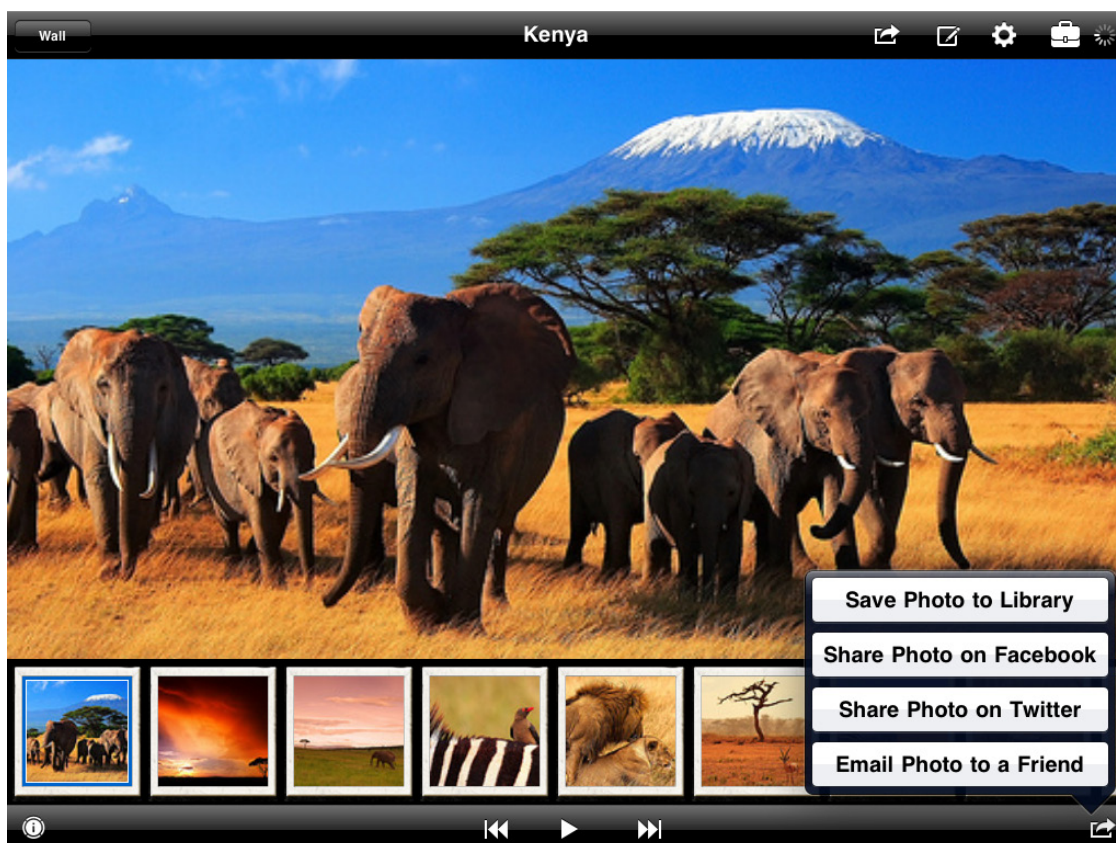 Wall
Kenya
Save Photo to Library
Share Photo on Facebook
Share Photo on Twitter
Email Photo to a Friend